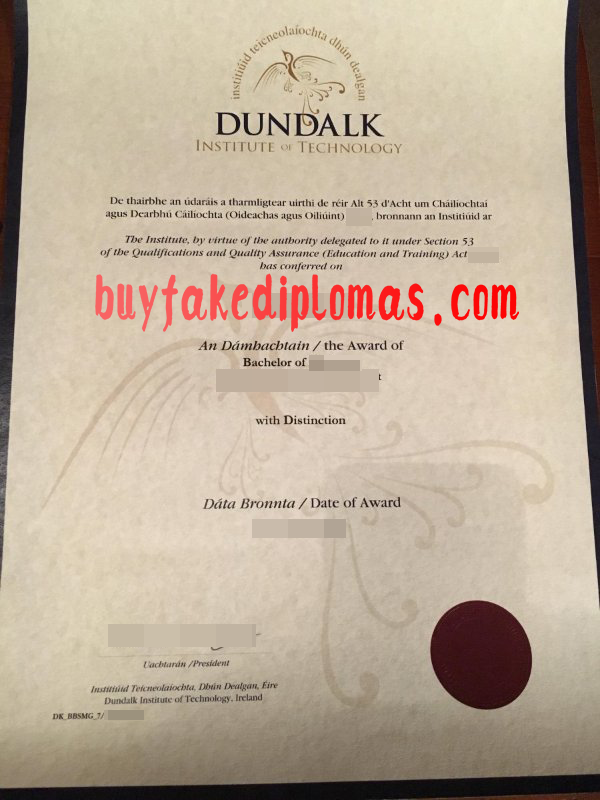 institiúid teicneolaíochta dhún dealgan
DUNDALK
INSTITUTE OF TECHNOLOGY
De thairbhe an údaráis a tharmligtear uirthi de réir Alt 53 d'Acht um Cháilíochtaí
agus Dearbhú Cáilíochta (Oideachas agus Oiliúint) , bronnann an Institiúid ar
The Institute, by virtue of the authority delegated to it under Section 53
of the Qualifications and Quality Assurance (Education and Training) Act
has conferred on
buyfakediplomas.com
An Dámhachtain / the Award of
Bachelor of
t
with Distinction
Dáta Bronnta / Date of Award
Uachtarán /President
Institiúid Teicneolaíochta, Dhún Dealgan, Éire
Dundalk Institute of Technology, Ireland
DK_BBSMG_7/